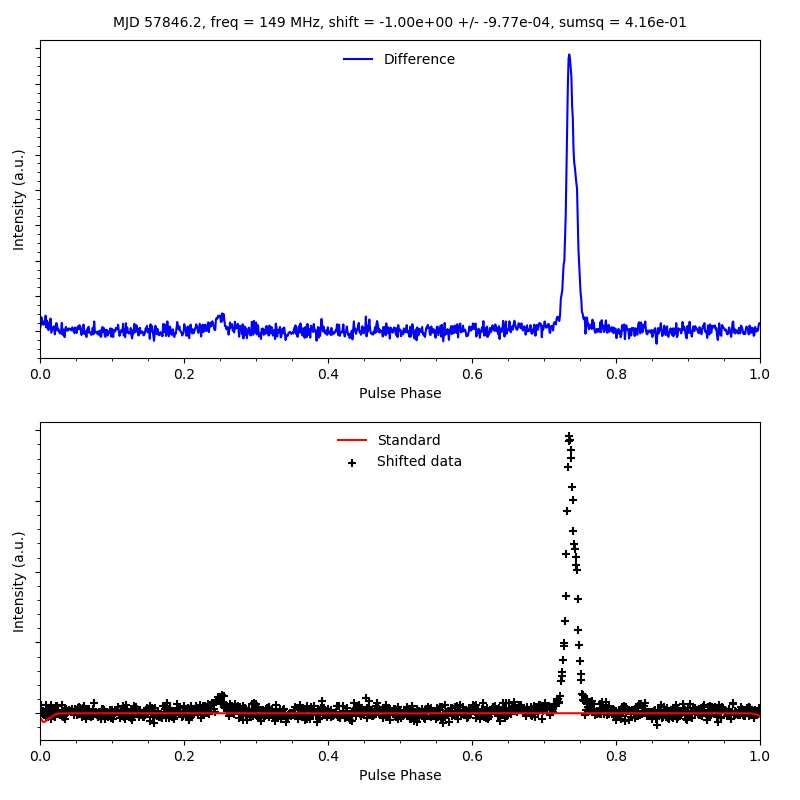 MJD 57846.2, freq = 149 MHz, shift = -1.00e+00 +/- -9.77e-04, sumsq = 4.16e-01
Difference
Intensity (a.u.)
0.0 0.2 0.4 0.6 0.8 1.0
Pulse Phase
Standard
Shifted data
Intensity (a.u.)
0.0 0.2 0.4 0.6 0.8 1.0
Pulse Phase